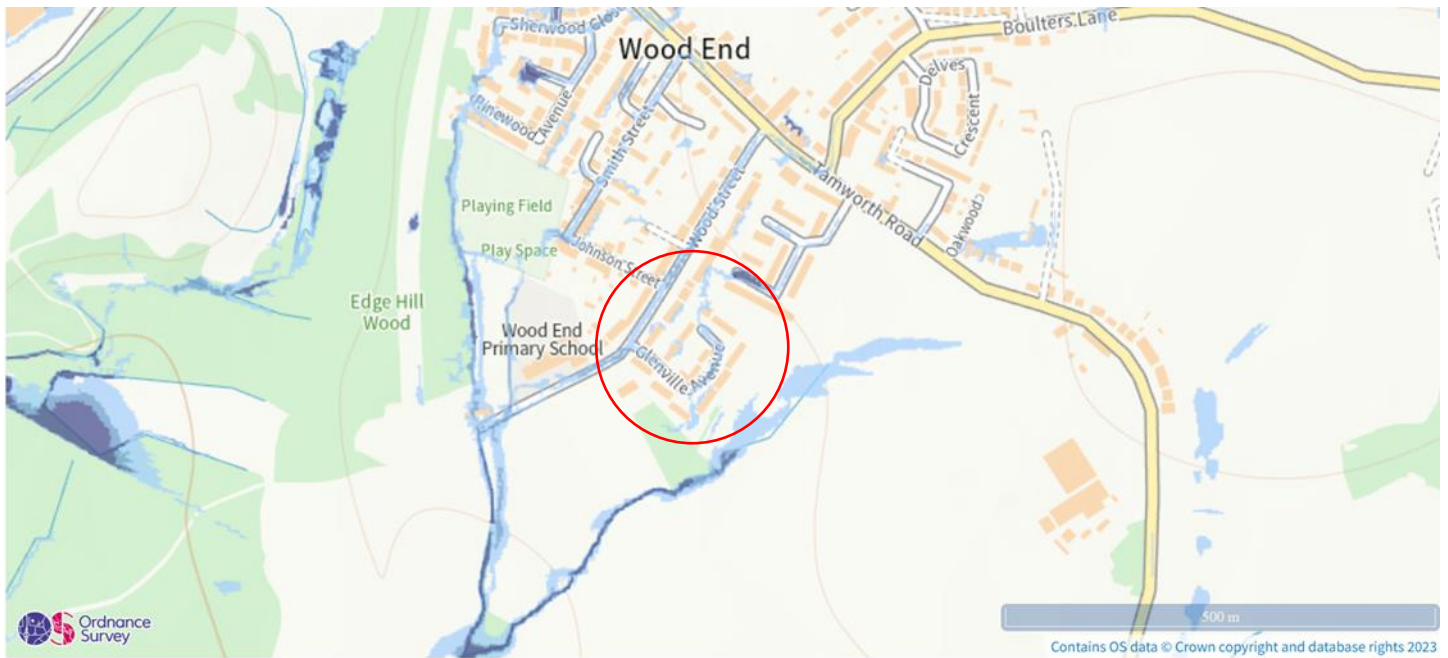 Sherwood Close
Wood End
Boulters Lane
Delves
Crescent
Pinewood
Avenue
Smith Street
Tamworth Road
Playing Field
Wood Street
Oakwood
Play Space
Johnson Street
Edge Hill
Wood
Wood End
Primary School
Glenville Avenue
OS Ordnance
Survey
500 m
Contains OS data © Crown copyright and database rights 2023